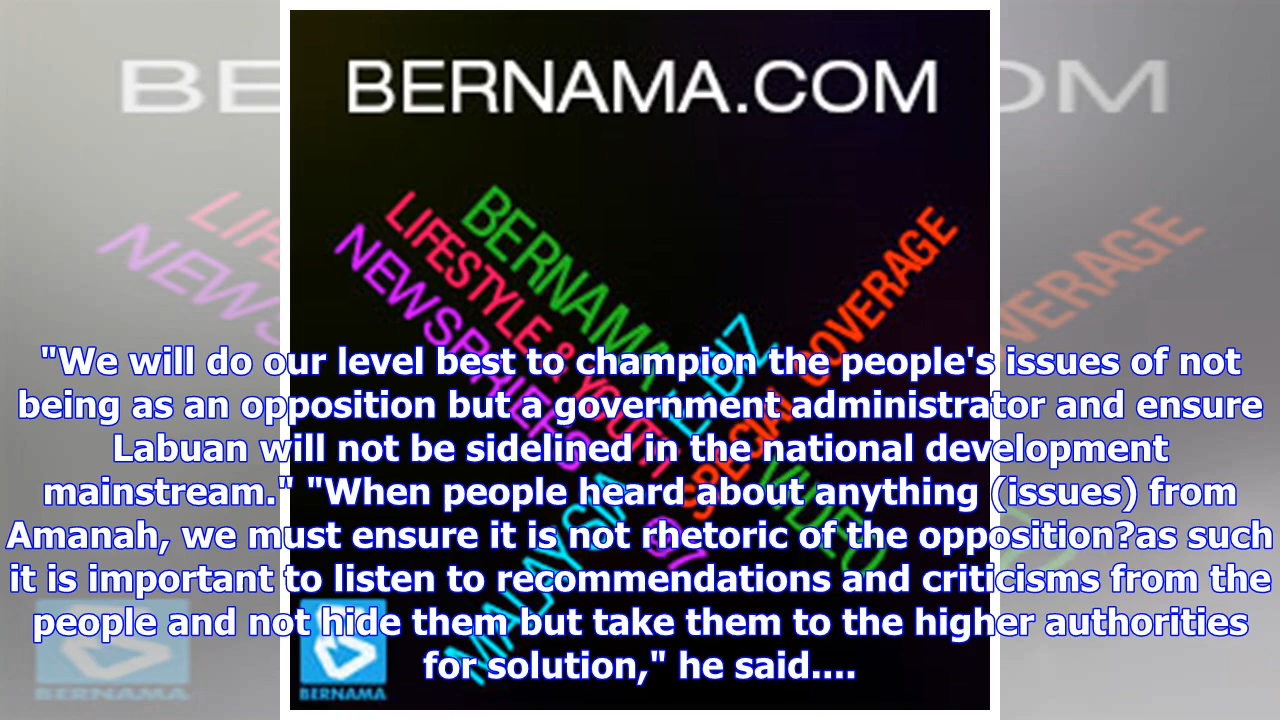 BERNAMA.COM
BERNAMA
LIFESTYLE & YOUTH
NEWSBRIEFS
SPECIAL COVERAGE
VIDEO
"We will do our level best to champion the people's issues of not
being as an opposition but a government administrator and ensure
Labuan will not be sidelined in the national development
mainstream." "When people heard about anything (issues) from
Amanah, we must ensure it is not rhetoric of the opposition?as such
it is important to listen to recommendations and criticisms from the
people and not hide them but take them to the higher authorities
for solution," he said....
BERNAMA
BERNAMA